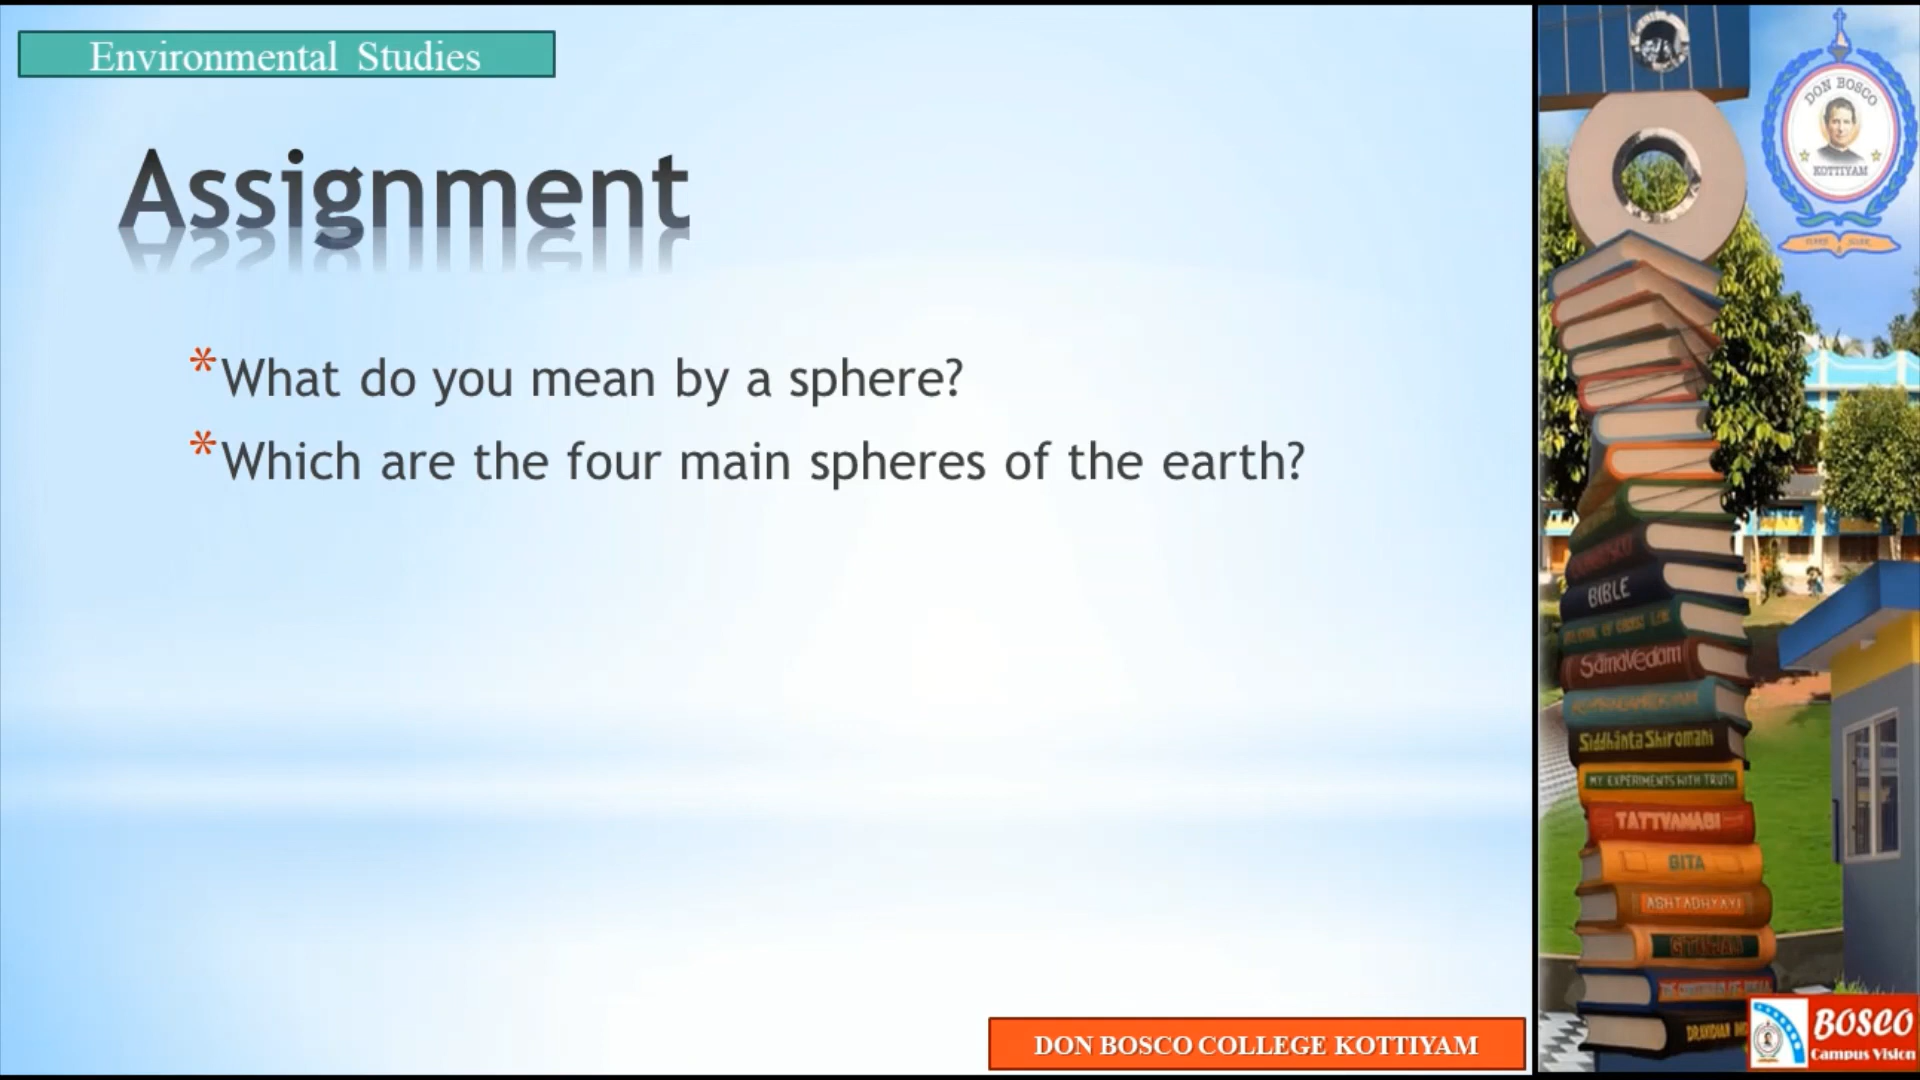 Environmental Studies
Assignment
*What do you mean by a sphere?
*Which are the four main spheres of the earth?
DON BOSCO COLLEGE KOTTIYAM
DON BOSCO
KOTTIYAM
BIBLE
SamaVedam
Siddhānta Shiromani
MY EXPERIMENTS WITH TRUTH
TATTVAMASI
GITA
ASHTADHYAYI
BOSCO
Campus Vision